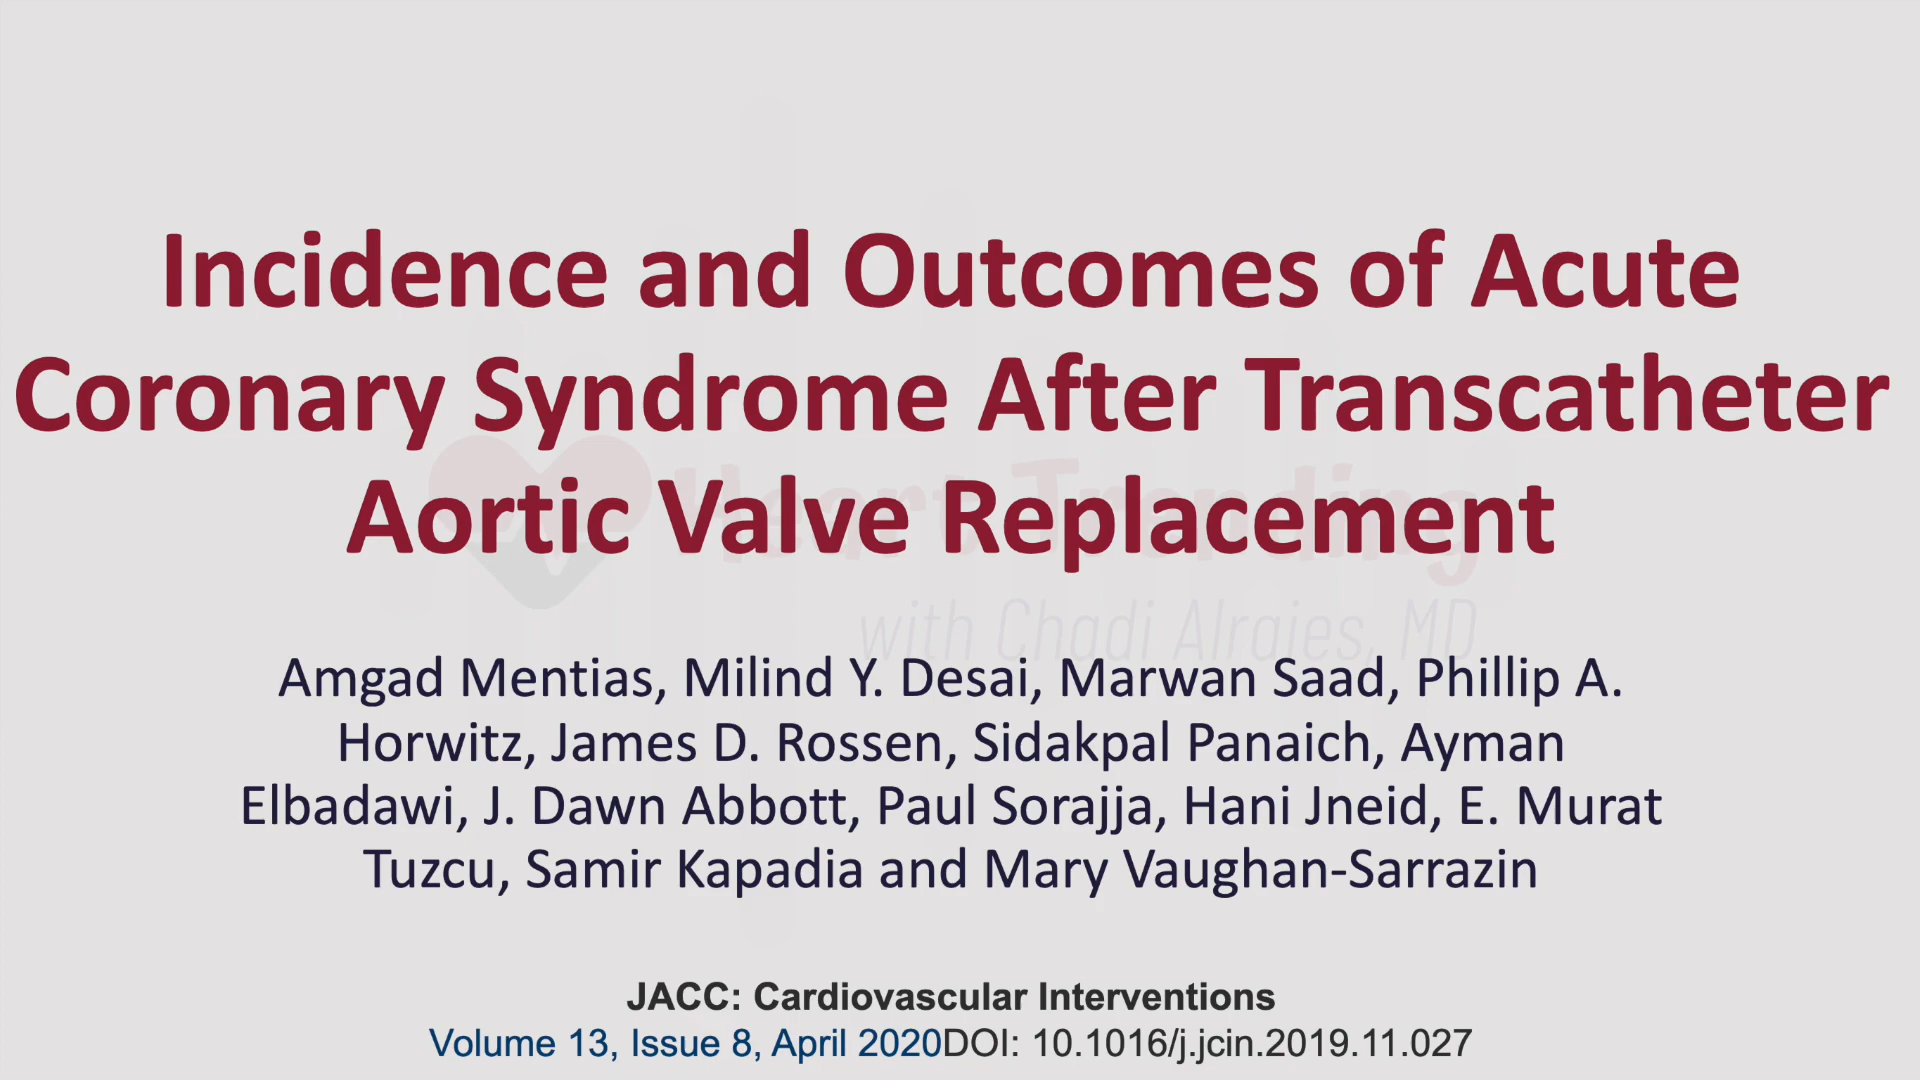 Incidence and Outcomes of Acute
Coronary Syndrome After Transcatheter
Aortic Valve Replacement
Heart Trending
with Chadi Alraies, MD
Amgad Mentias, Milind Y. Desai, Marwan Saad, Phillip A.
Horwitz, James D. Rossen, Sidakpal Panaich, Ayman
Elbadawi, J. Dawn Abbott, Paul Sorajja, Hani Jneid, E. Murat
Tuzcu, Samir Kapadia and Mary Vaughan-Sarrazin
JACC: Cardiovascular Interventions
Volume 13, Issue 8, April 2020DOI: 10.1016/j.jcin.2019.11.027